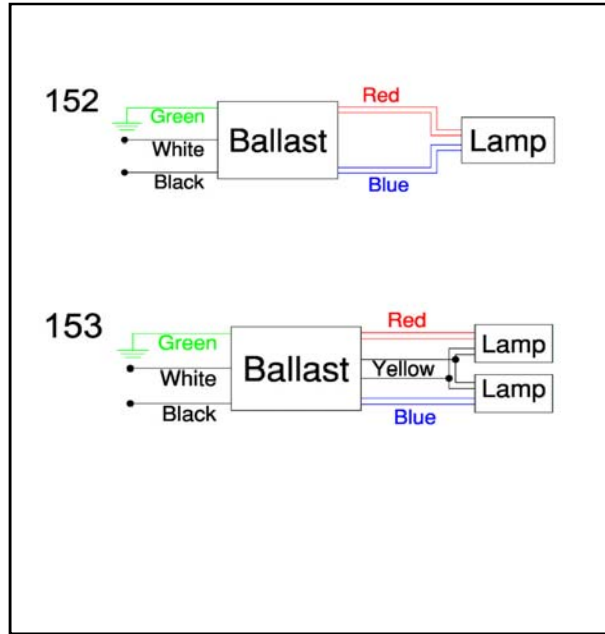 152
Red
Green
White
Ballast
Lamp
Black
Blue
153
Red
Green
Lamp
White
Ballast
Yellow
Lamp
Black
Blue